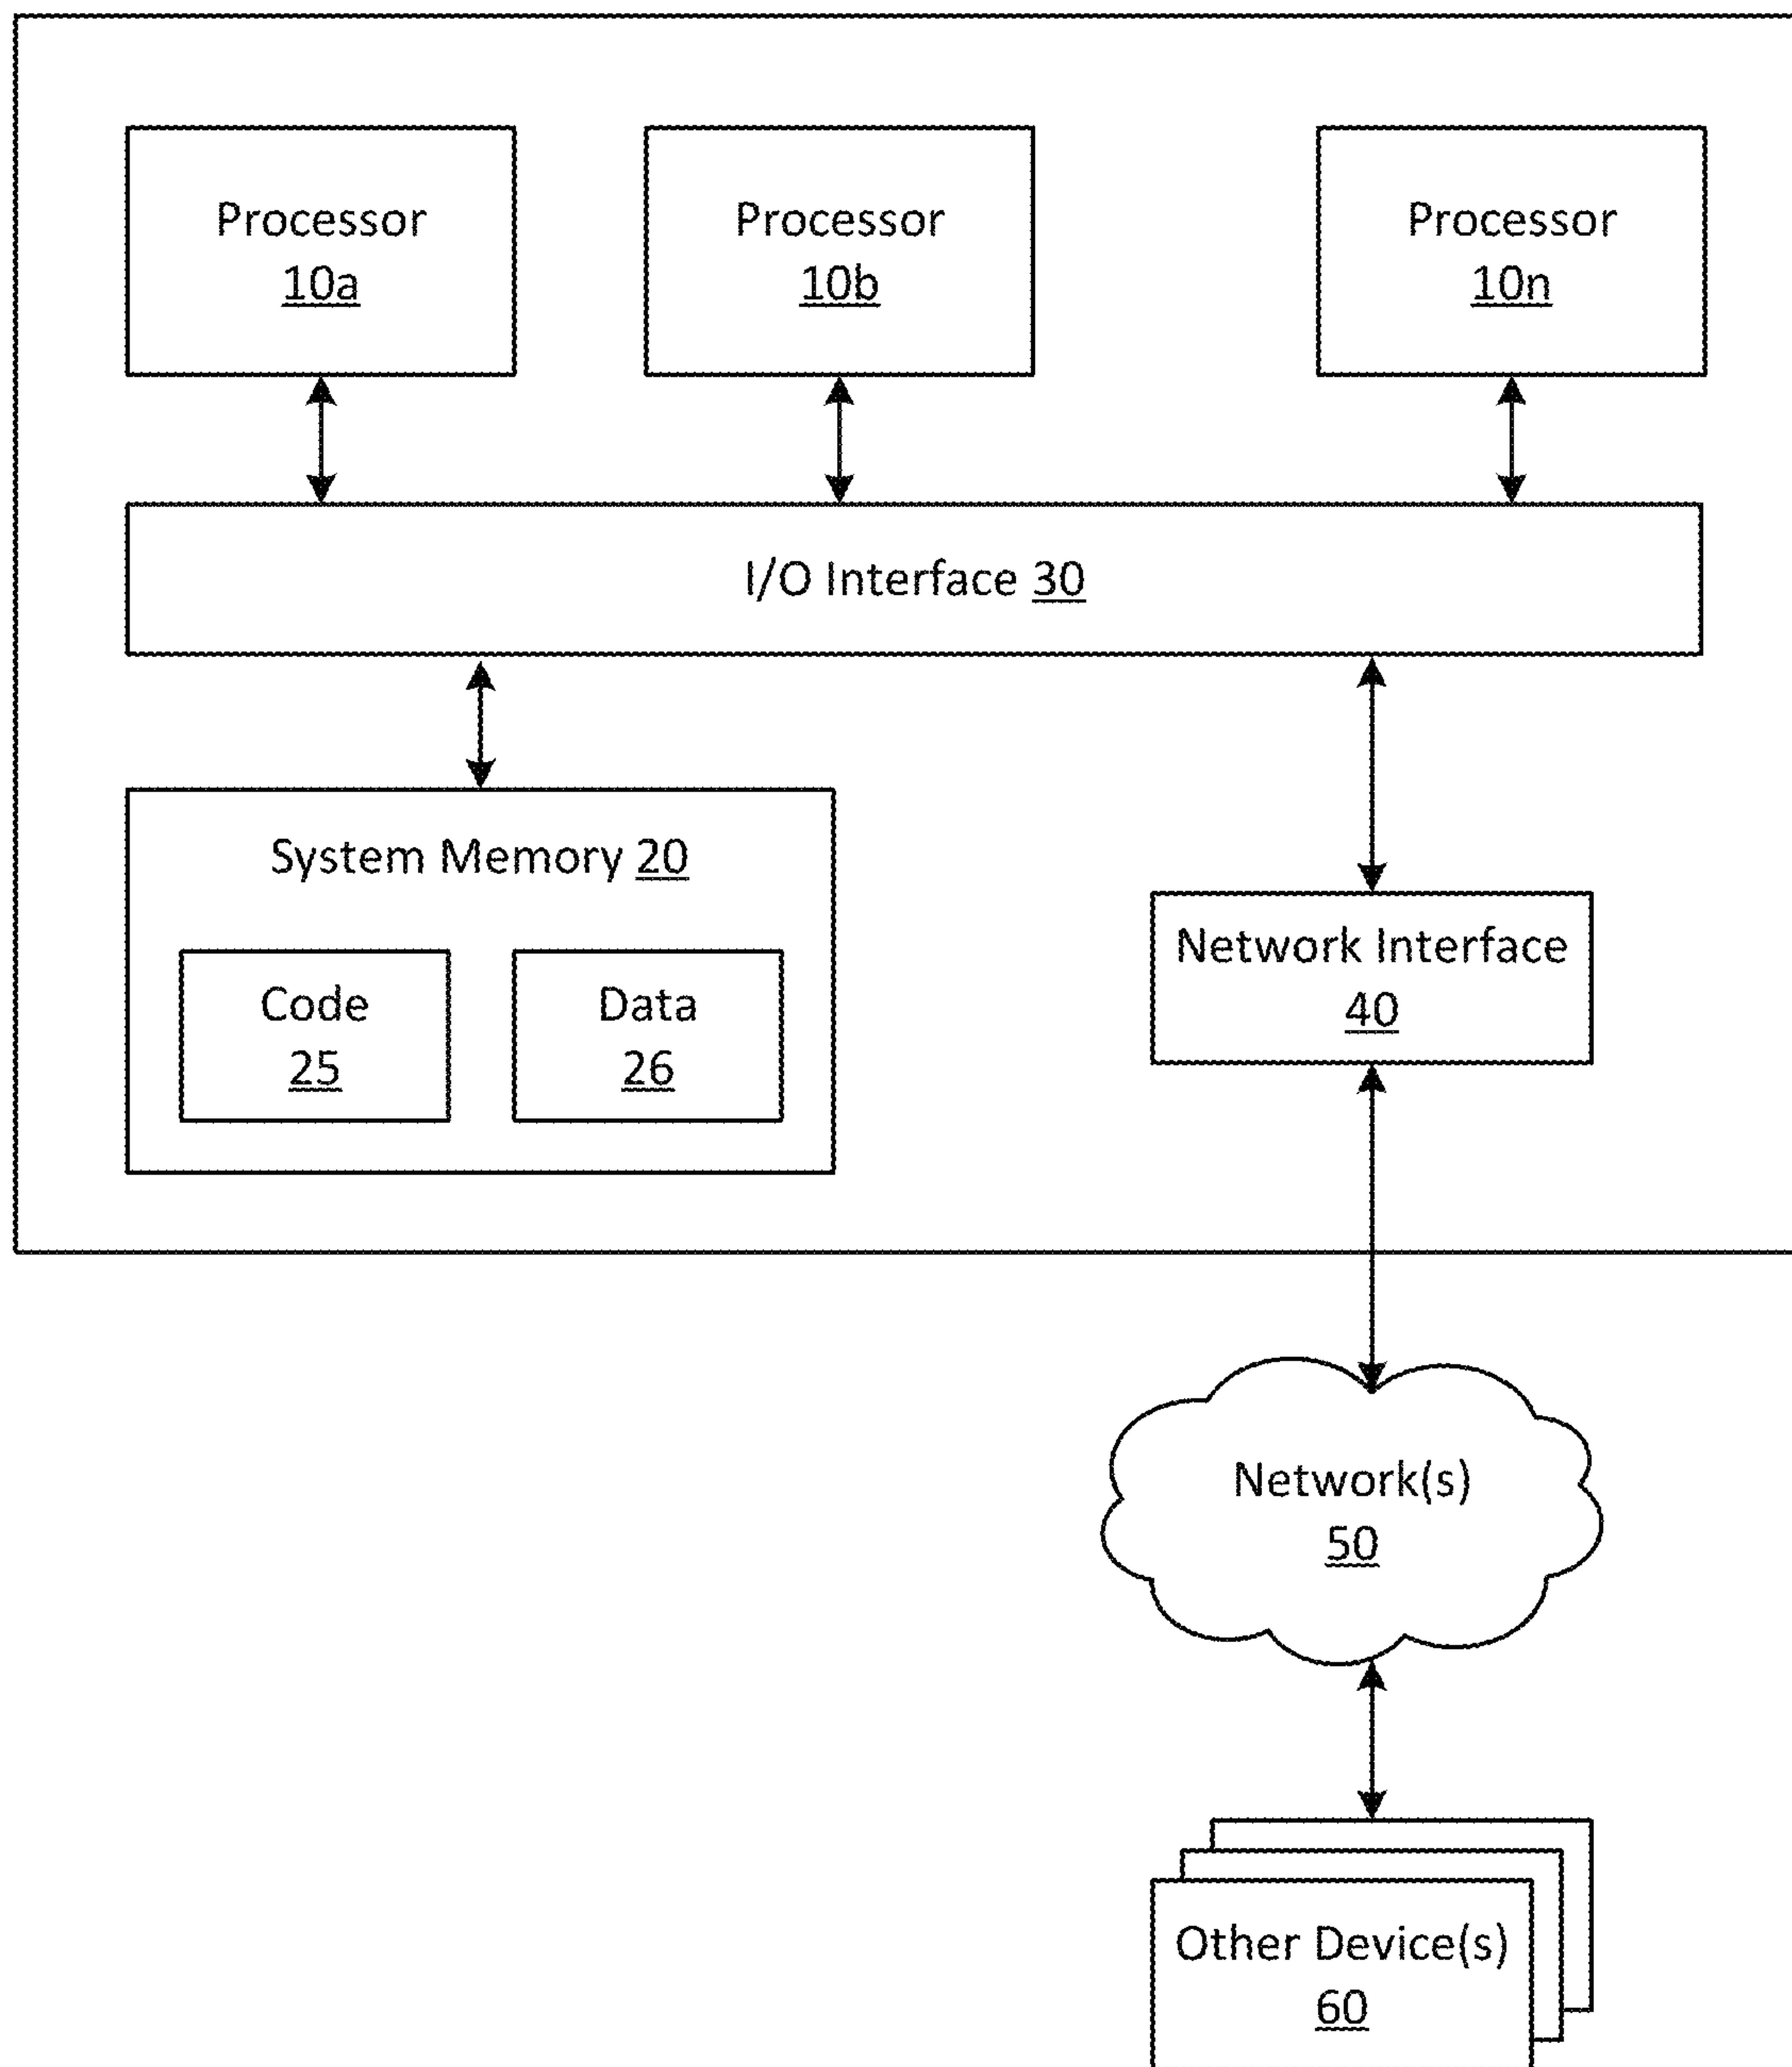 Processor
10a
Processor
10b
Processor
10n
I/O Interface 30
System Memory 20
Code
25
Data
26
Network Interface
40
Network(s)
50
Other Device(s)
60